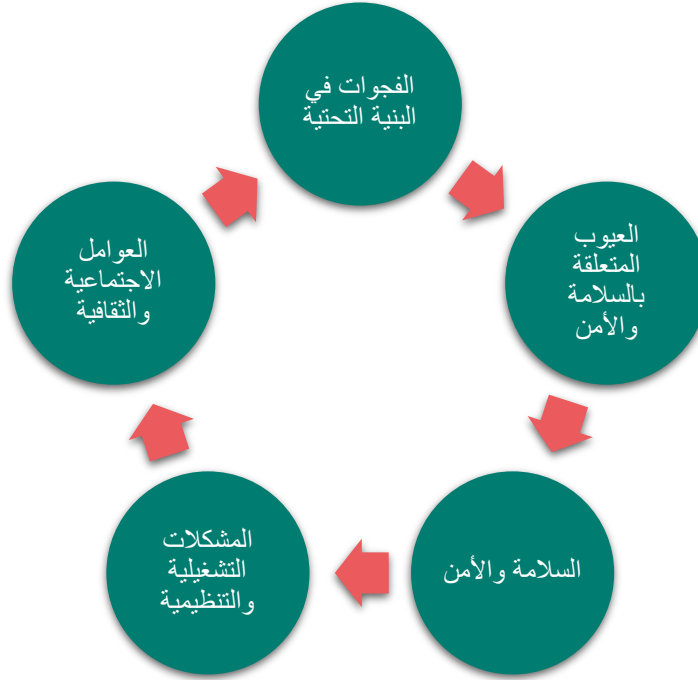 الفجوات في
البنية التحتية
العيوب
المتعلقة
بالسلامة
والأمن
السلامة والأمن
المشكلات
التشغيلية
والتنظيمية
العوامل
الاجتماعية
والثقافية